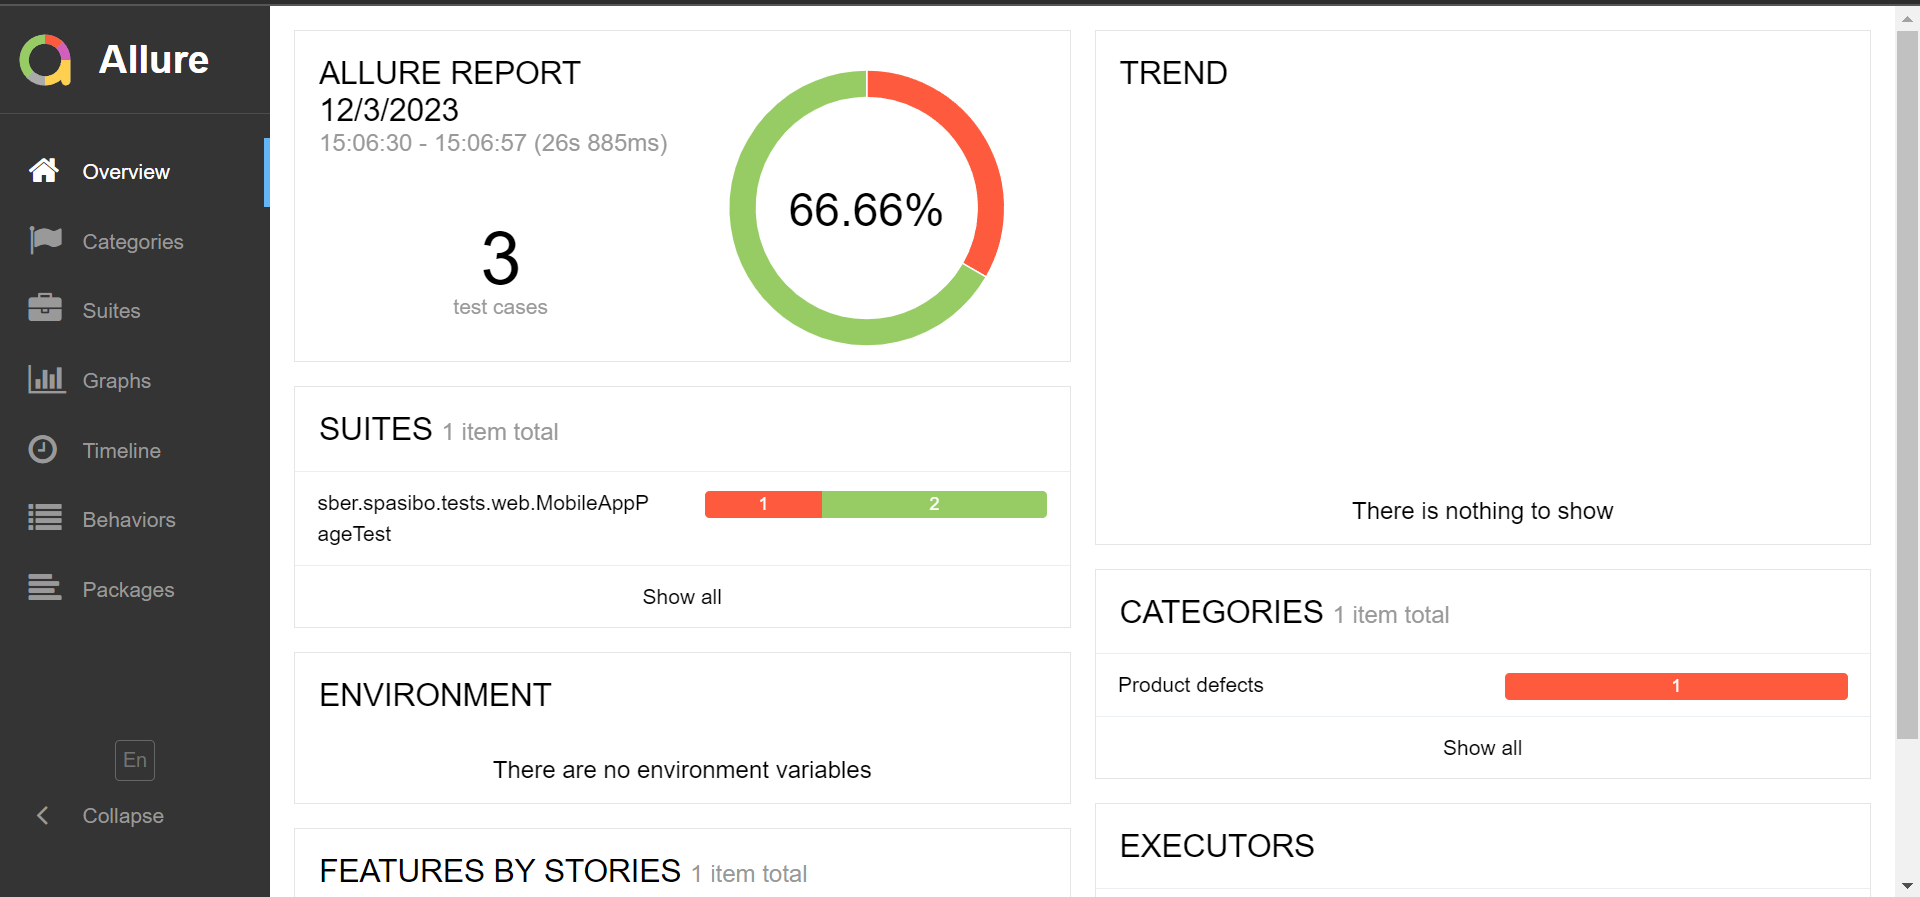 Allure
Overview
Categories
Suites
Graphs
Timeline
Behaviors
Packages
En
Collapse
ALLURE REPORT
12/3/2023
15:06:30 - 15:06:57 (26s 885ms)
3
test cases
66.66%
SUITES 1 item total
sber.spasibo.tests.web.MobileAppP
ageTest
1 2
Show all
ENVIRONMENT
There are no environment variables
FEATURES BY STORIES 1 item total
TREND
There is nothing to show
CATEGORIES 1 item total
Product defects 1
Show all
EXECUTORS